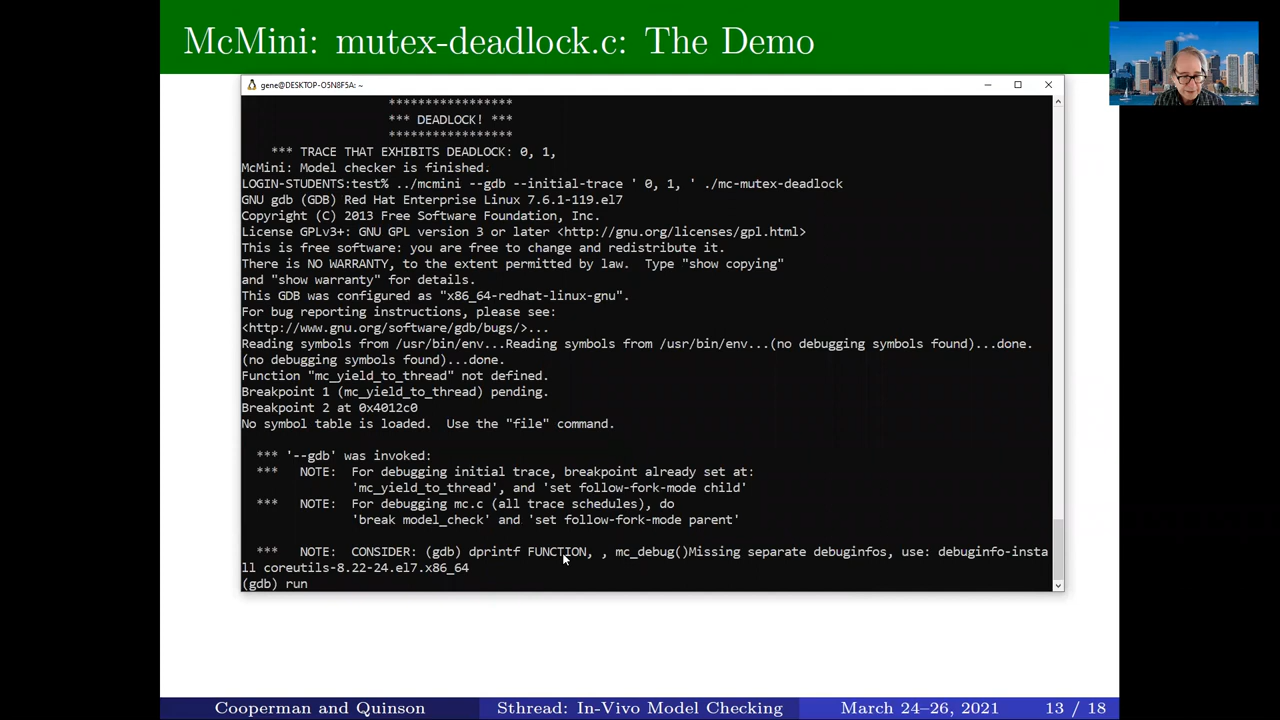 McMini: mutex-deadlock.c: The Demo
gene@DESKTOP-O5N8F5A: ~
*****************
*** DEADLOCK! ***
*****************
*** TRACE THAT EXHIBITS DEADLOCK: 0, 1,
McMini: Model checker is finished.
LOGIN-STUDENTS:test% ../mcmini --gdb --initial-trace ' 0, 1, ' ./mc-mutex-deadlock
GNU gdb (GDB) Red Hat Enterprise Linux 7.6.1-119.el7
Copyright (C) 2013 Free Software Foundation, Inc.
License GPLv3+: GNU GPL version 3 or later <http://gnu.org/licenses/gpl.html>
This is free software: you are free to change and redistribute it.
There is NO WARRANTY, to the extent permitted by law.  Type "show copying"
and "show warranty" for details.
This GDB was configured as "x86_64-redhat-linux-gnu".
For bug reporting instructions, please see:
<http://www.gnu.org/software/gdb/bugs/>...
Reading symbols from /usr/bin/env...Reading symbols from /usr/bin/env...(no debugging symbols found)...done.
(no debugging symbols found)...done.
Function "mc_yield_to_thread" not defined.
Breakpoint 1 (mc_yield_to_thread) pending.
Breakpoint 2 at 0x4012c0
No symbol table is loaded.  Use the "file" command.
*** '--gdb' was invoked:
***   NOTE:  For debugging initial trace, breakpoint already set at:
'mc_yield_to_thread', and 'set follow-fork-mode child'
***   NOTE:  For debugging mc.c (all trace schedules), do
'break model_check' and 'set follow-fork-mode parent'
***   NOTE:  CONSIDER: (gdb) dprintf FUNCTION, , mc_debug()Missing separate debuginfos, use: debuginfo-insta
ll coreutils-8.22-24.el7.x86_64
(gdb) run
Cooperman and Quinson
Sthread: In-Vivo Model Checking
March 24–26, 2021
13 / 18